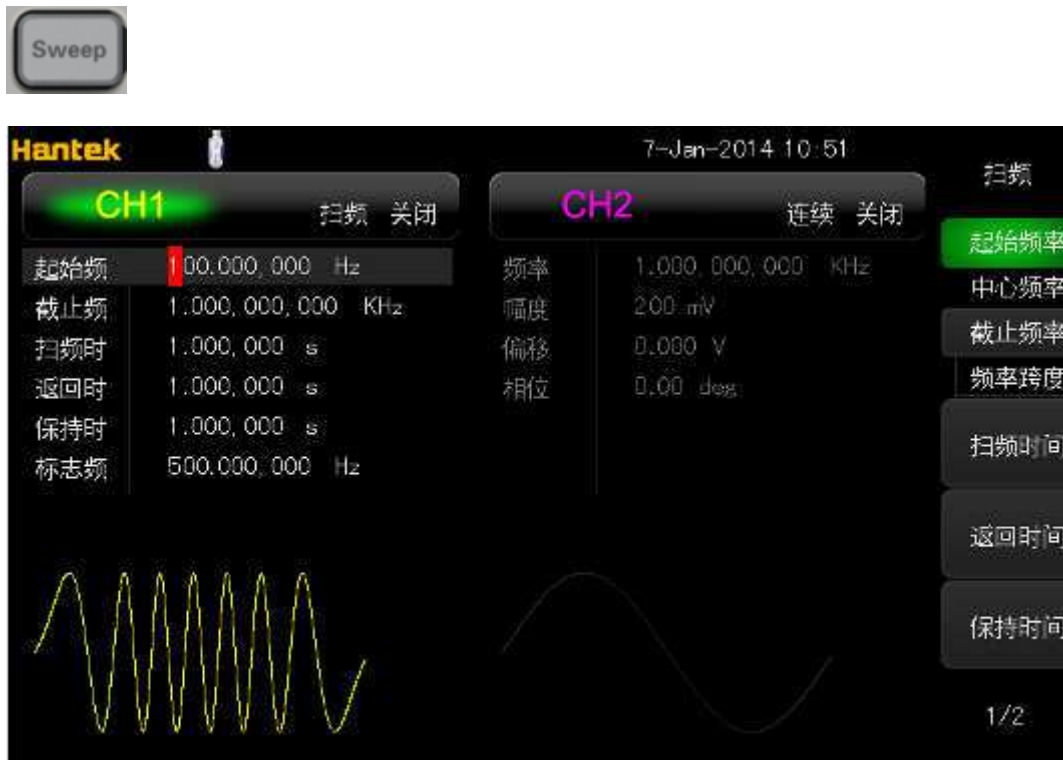 Sweep
Hantek 7-Jan-2014 10:51
CH1 扫频 关闭
CH2 连续 关闭
起始频 100.000,000 Hz
截止频 1.000,000,000 KHz
扫频时 1.000,000 s
返回时 1.000,000 s
保持时 1.000,000 s
标志频 500.000,000 Hz
频率 1.000,000,000 KHz
幅度 200 mV
偏移 0.000 V
相位 0.00 deg
扫频
起始频率
中心频率
截止频率
频率跨度
扫频时间
返回时间
保持时间
1/2